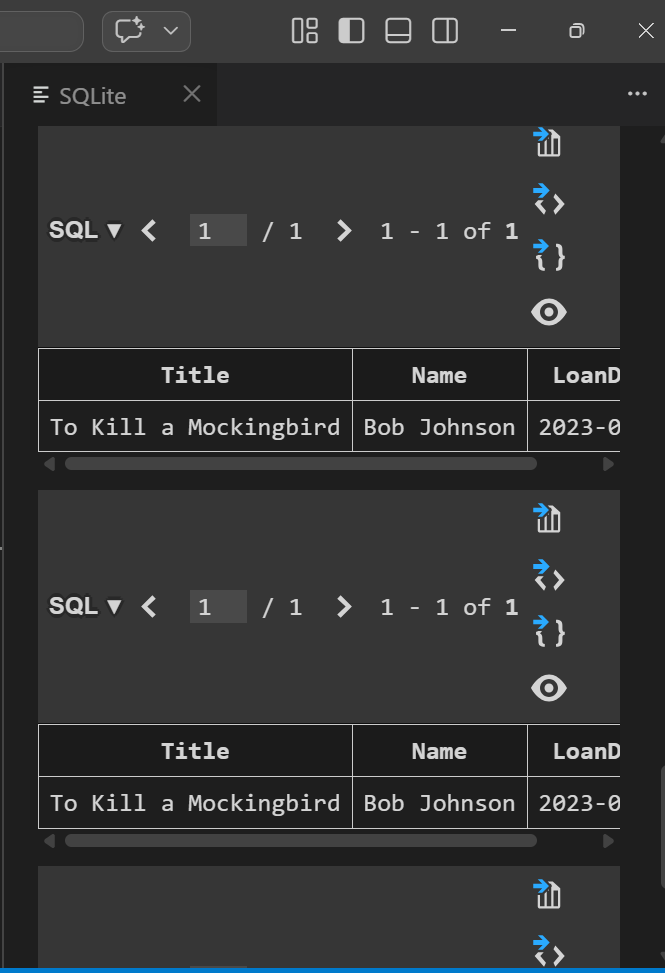 SQLite
SQL ▼ 1 / 1 1 - 1 of 1
Title Name LoanD
To Kill a Mockingbird Bob Johnson 2023-0
SQL ▼ 1 / 1 1 - 1 of 1
Title Name LoanD
To Kill a Mockingbird Bob Johnson 2023-0